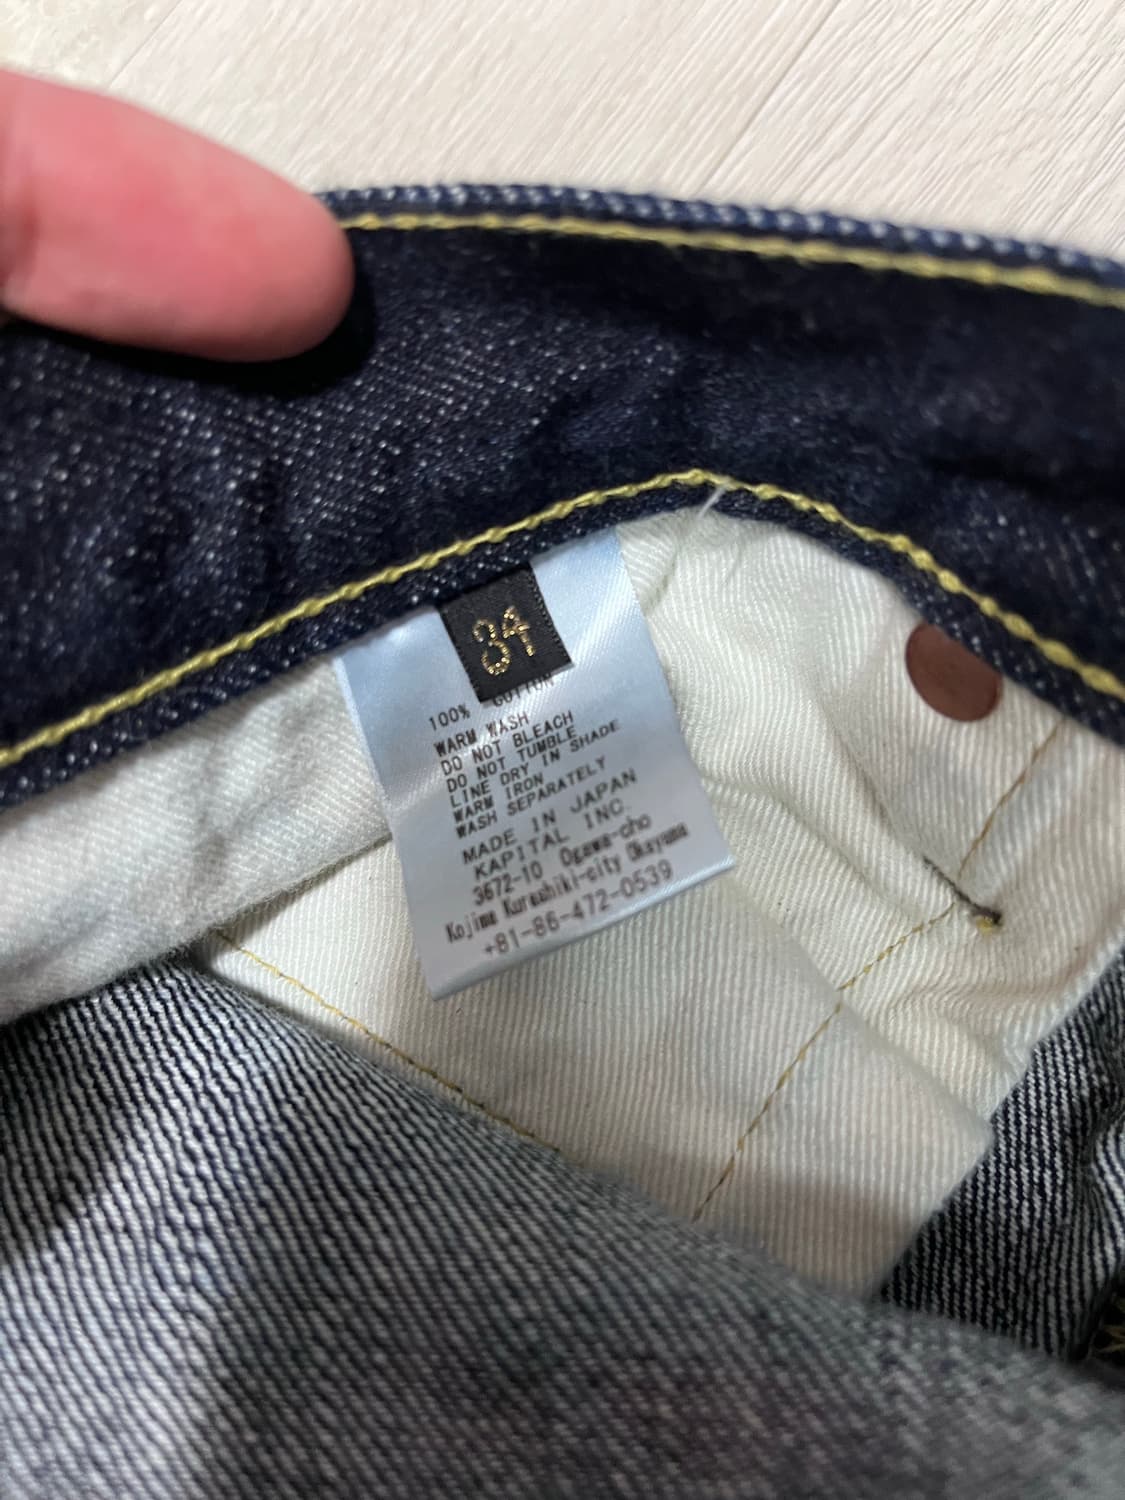 34
100% COTTON
WARM WASH
DO NOT BLEACH
DO NOT TUMBLE
LINE DRY IN SHADE
WARM IRON
WASH SEPARATELY
MADE IN JAPAN
KAPITAL INC.
3672-10 Ogawa-cho
Kojima Kurashiki-city Okayama
+81-86-472-0539